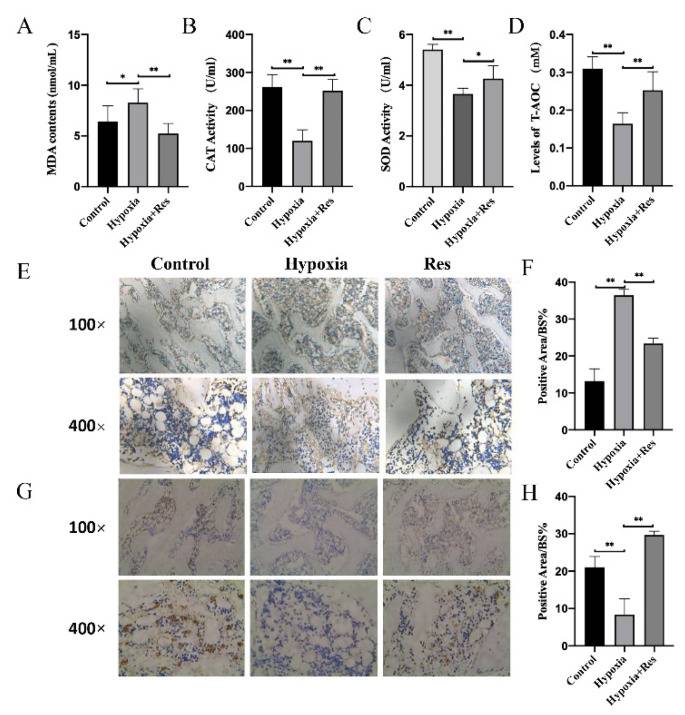 A
MDA contents (nmol/mL)
15
10
5
0
*
**
Control
Hypoxia
Hypoxia+Res
B
CAT Activity (U/ml)
400
300
200
100
0
**
**
Control
Hypoxia
Hypoxia+Res
C
SOD Activity (U/ml)
6
4
2
0
**
*
Control
Hypoxia
Hypoxia+Res
D
Levels of T-AOC (mM)
0.4
0.3
0.2
0.1
0.0
**
**
Control
Hypoxia
Hypoxia+Res
E
Control
Hypoxia
Res
100×
400×
F
Positive Area/BS%
40
30
20
10
0
**
**
Control
Hypoxia
Hypoxia+Res
G
100×
400×
H
Positive Area/BS%
40
30
20
10
0
**
**
Control
Hypoxia
Hypoxia+Res